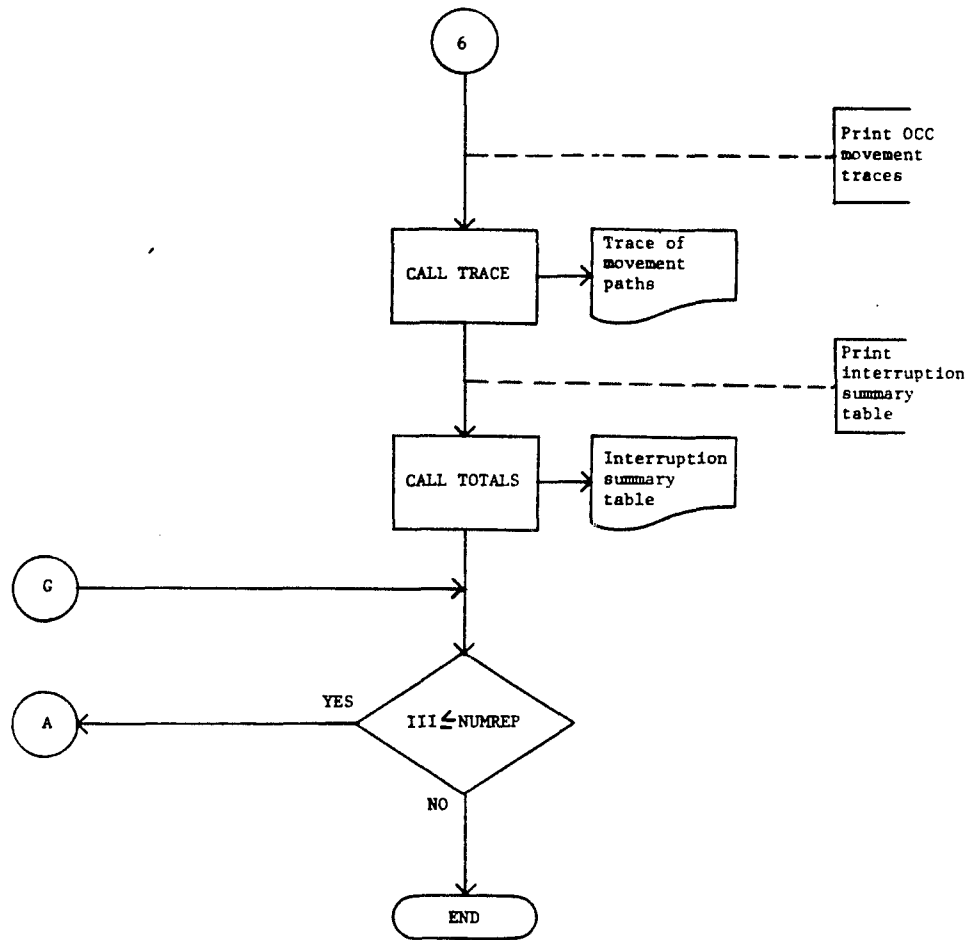 6
Print OCC
movement
traces
CALL TRACE
Trace of
movement
paths
Print
interruption
summary
table
CALL TOTALS
Interruption
summary
table
G
A
YES
III ≤ NUMREP
NO
END